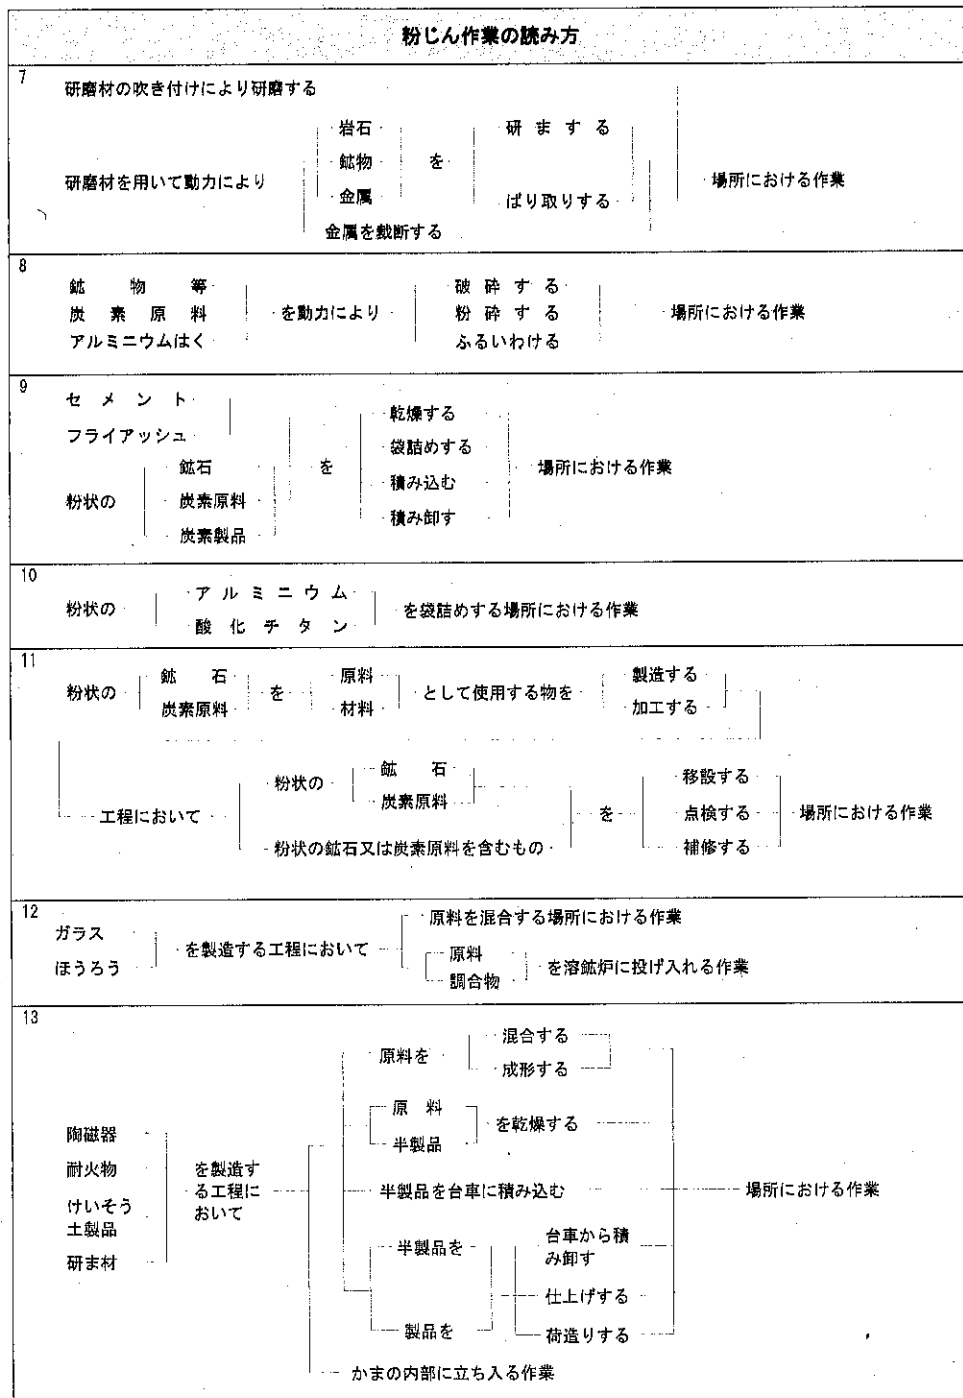 粉じん作業の読み方
7
研磨材の吹き付けにより研磨する
研磨材を用いて動力により
岩石
鉱物
金属
を
研まする
ばり取りする
金属を裁断する
場所における作業
8
鉱物等
炭素原料
アルミニウムはく
を動力により
破砕する
粉砕する
ふるいわける
場所における作業
9
セメント
フライアッシュ
粉状の
鉱石
炭素原料
炭素製品
を
乾燥する
袋詰めする
積み込む
積み卸す
場所における作業
10
粉状の
アルミニウム
酸化チタン
を袋詰めする場所における作業
11
粉状の
鉱石
炭素原料
を
原料
材料
として使用する物を
製造する
加工する
工程において
粉状の
鉱石
炭素原料
粉状の鉱石又は炭素原料を含むもの
を
移設する
点検する
補修する
場所における作業
12
ガラス
ほうろう
を製造する工程において
原料を混合する場所における作業
原料
調合物
を溶鉱炉に投げ入れる作業
13
陶磁器
耐火物
けいそう
土製品
研ま材
を製造す
る工程に
おいて
原料を
混合する
成形する
原料
半製品
を乾燥する
半製品を台車に積み込む
半製品を
製品を
台車から積
み卸す
仕上げする
荷造りする
場所における作業
かまの内部に立ち入る作業